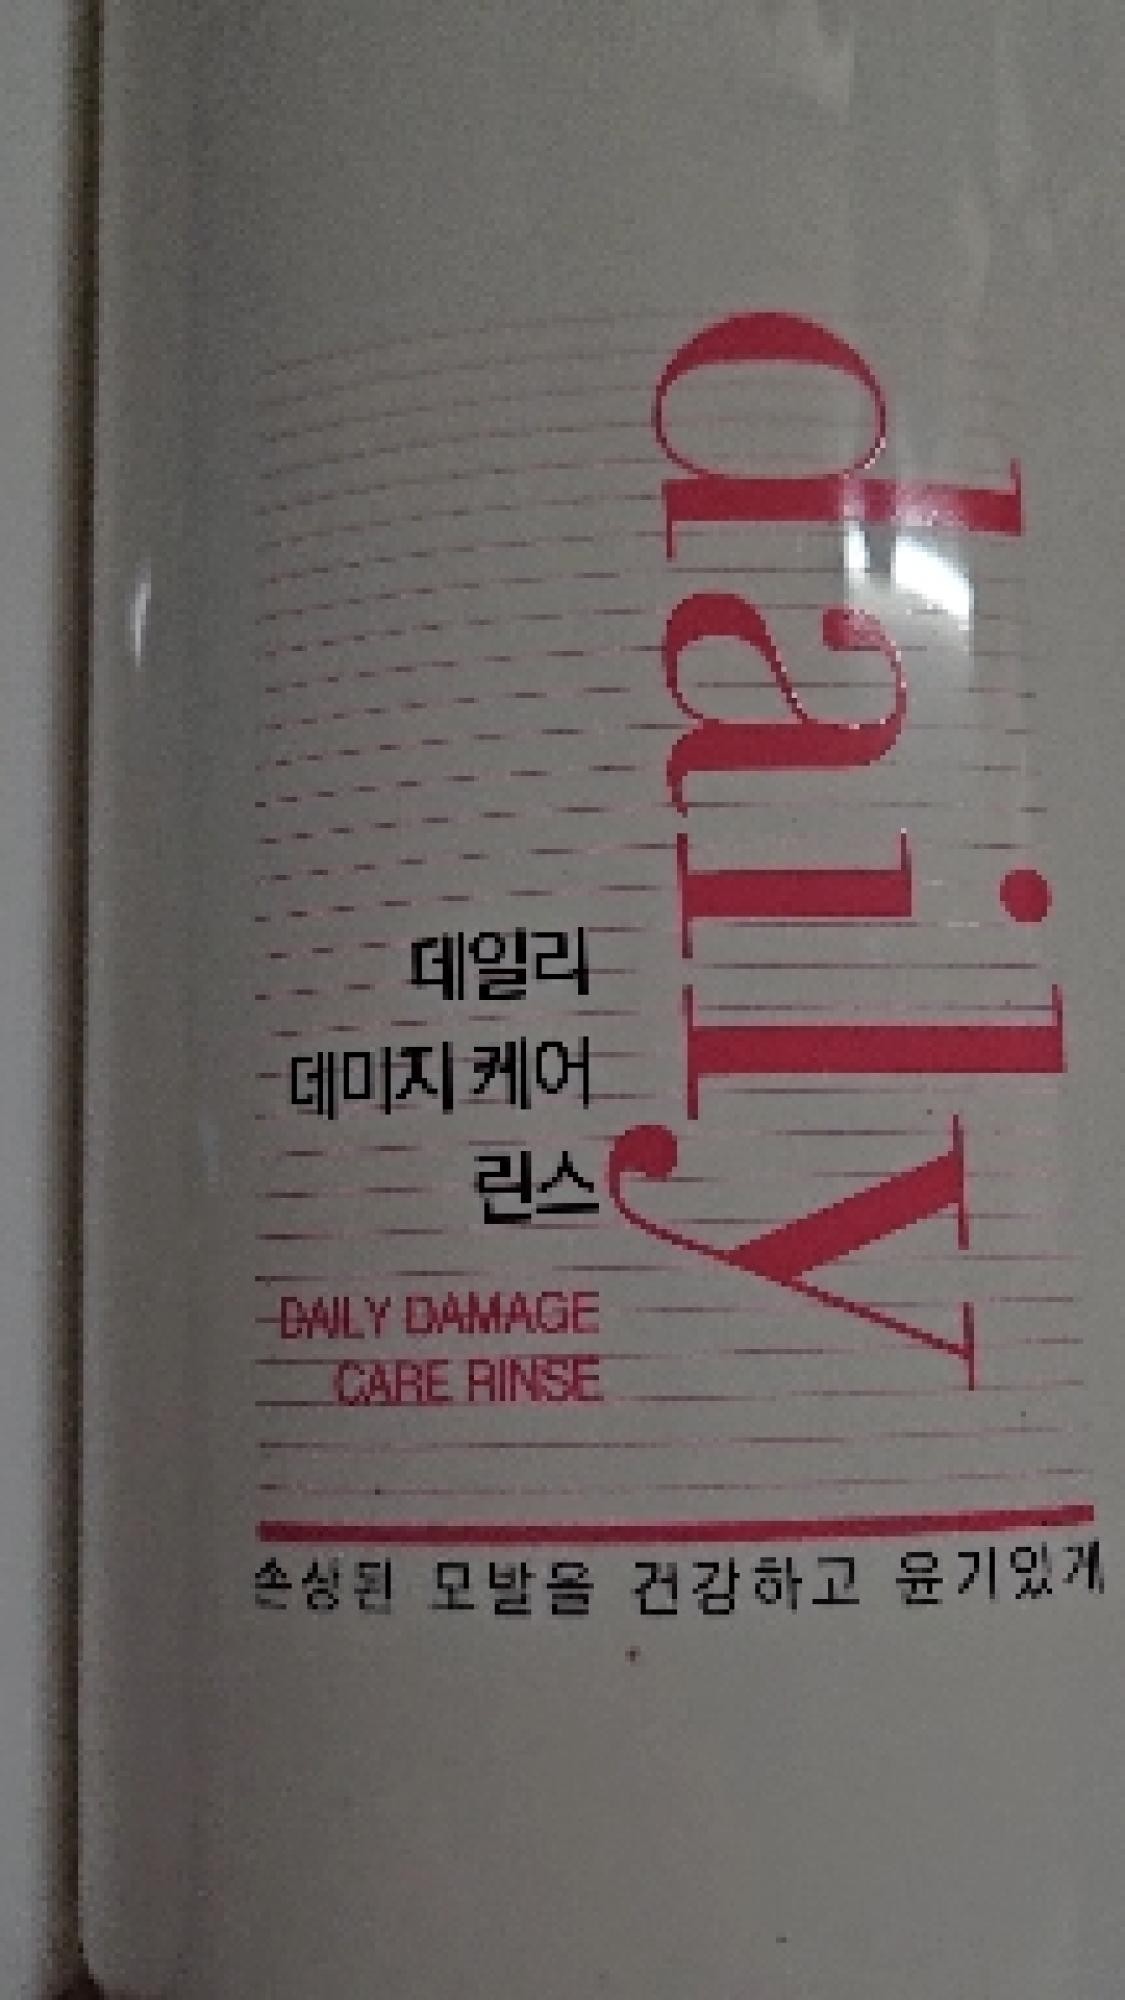 daily
데일리
데미지 케어
린스
DAILY DAMAGE
CARE RINSE
손상된 모발을 건강하고 윤기있게